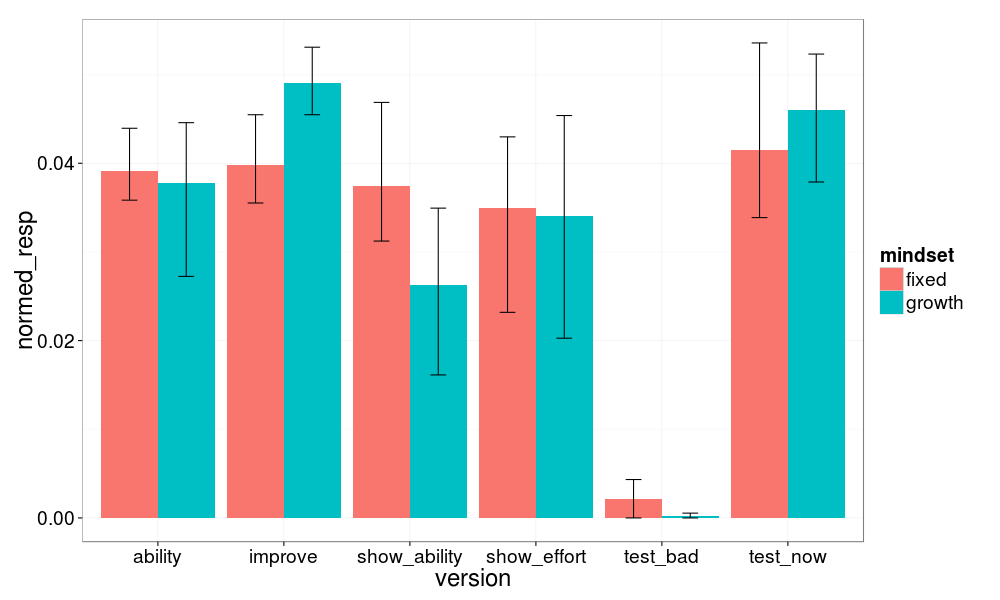 normed_resp
0.04
0.02
0.00
ability improve show_ability show_effort test_bad test_now
version
mindset
fixed
growth